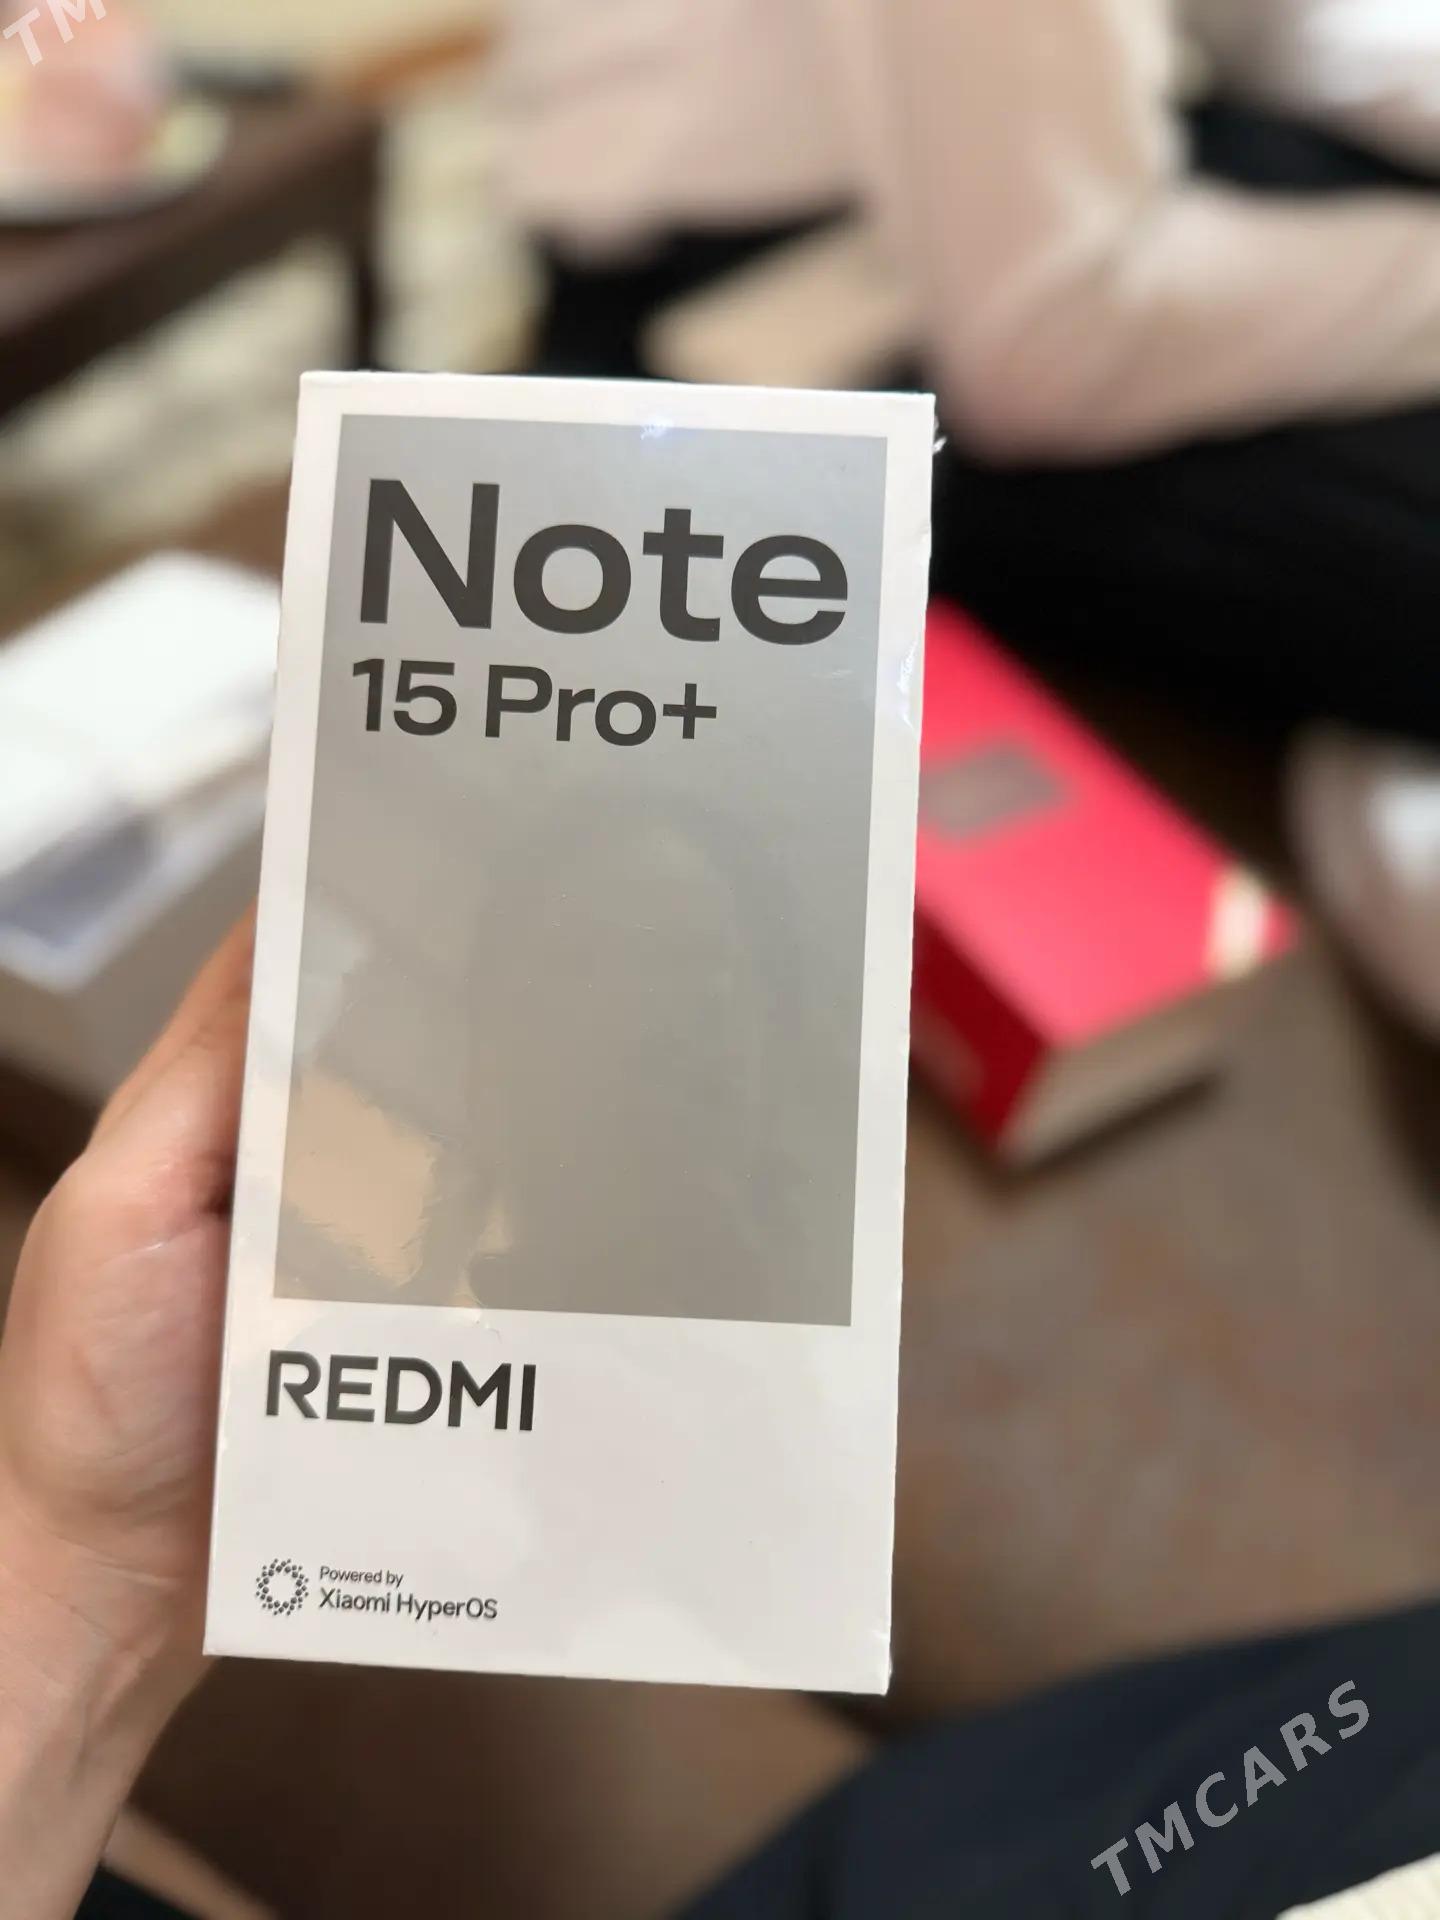 TM
Note
15 Pro+
REDMI
Powered by
Xiaomi HyperOS
TMCARS